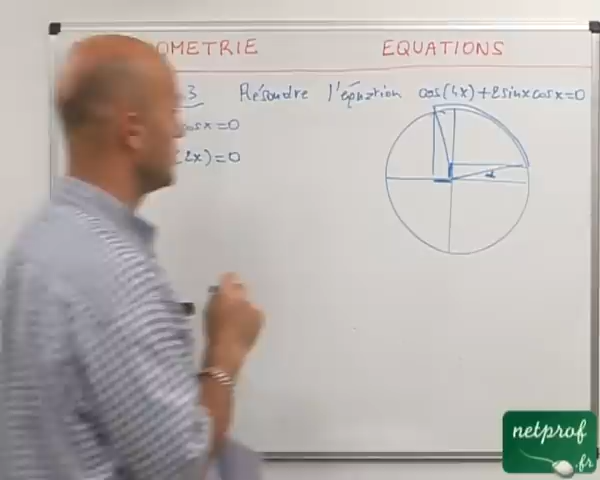 OMETRIE EQUATIONS
3 Résoudre l'équation cos(4x)+2sinx cosx=0
cosx=0
(2x)=0
α
netprof
.fr